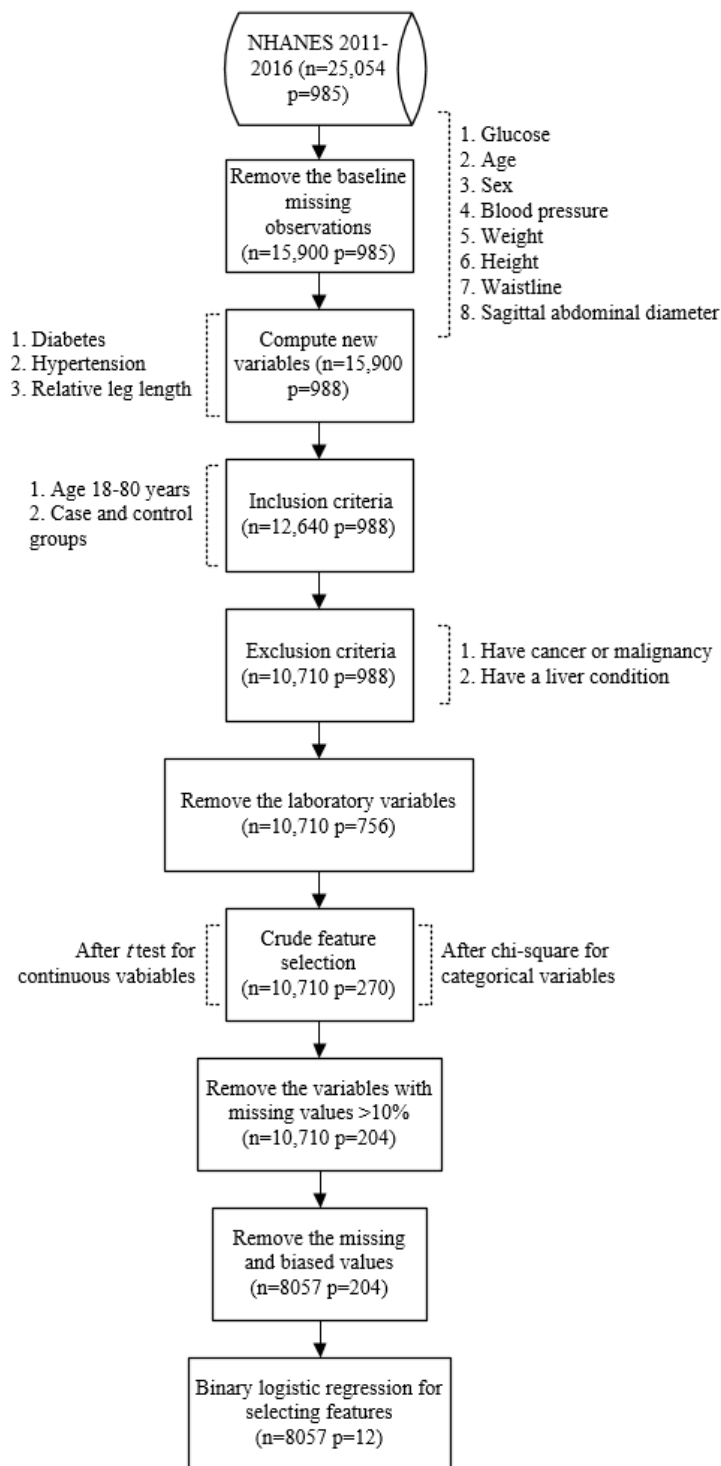 NHANES 2011-
2016 (n=25,054
p=985)
1. Glucose
2. Age
3. Sex
4. Blood pressure
5. Weight
6. Height
7. Waistline
8. Sagittal abdominal diameter
Remove the baseline
missing
observations
(n=15,900 p=985)
1. Diabetes
2. Hypertension
3. Relative leg length
Compute new
variables (n=15,900
p=988)
1. Age 18-80 years
2. Case and control
groups
Inclusion criteria
(n=12,640 p=988)
Exclusion criteria
(n=10,710 p=988)
1. Have cancer or malignancy
2. Have a liver condition
Remove the laboratory variables
(n=10,710 p=756)
After t test for
continuous vabiables
Crude feature
selection
(n=10,710 p=270)
After chi-square for
categorical variables
Remove the variables with
missing values >10%
(n=10,710 p=204)
Remove the missing
and biased values
(n=8057 p=204)
Binary logistic regression for
selecting features
(n=8057 p=12)